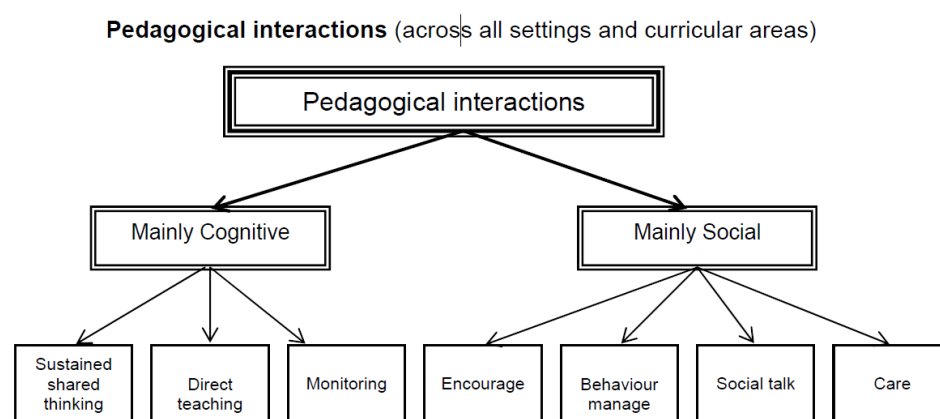 Pedagogical interactions (across all settings and curricular areas)
Pedagogical interactions
Mainly Cognitive
Mainly Social
Sustained
shared
thinking
Direct
teaching
Monitoring
Encourage
Behaviour
manage
Social talk
Care